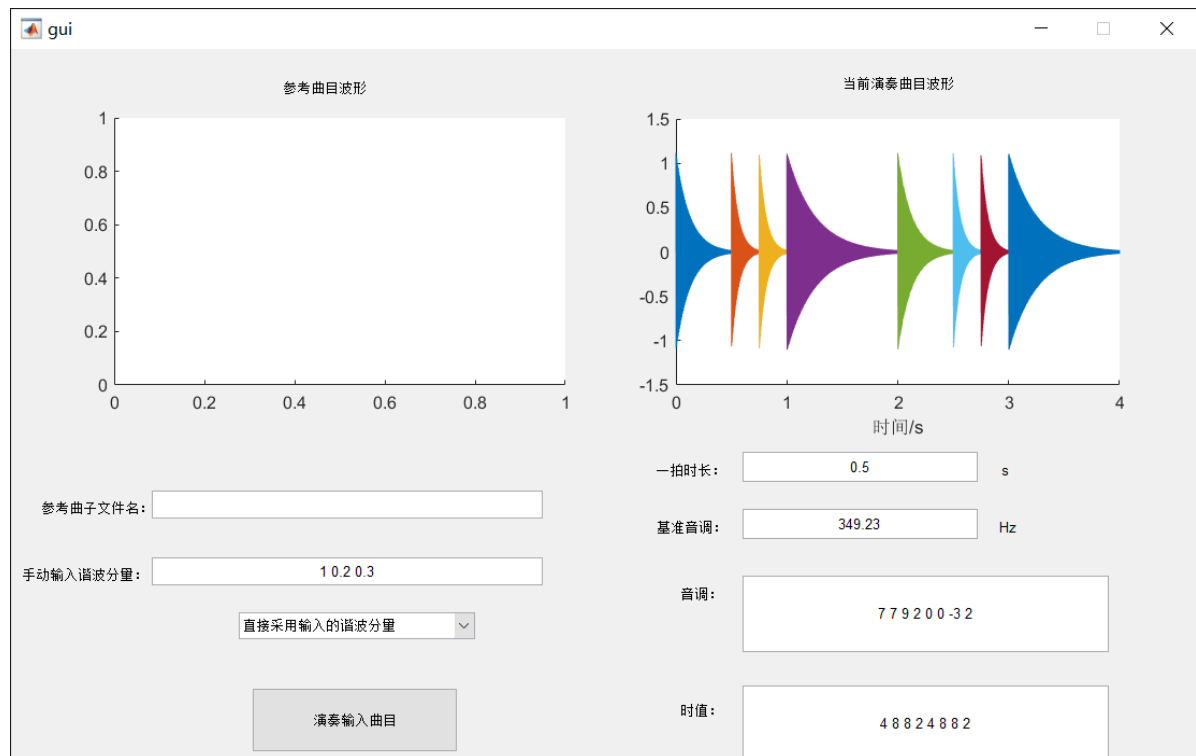 gui
参考曲目波形
1
0.8
0.6
0.4
0.2
0
0 0.2 0.4 0.6 0.8 1
当前演奏曲目波形
1.5
1
0.5
0
-0.5
-1
-1.5
0 1 2 3 4
时间/s
参考曲子文件名：
手动输入谐波分量： 1 0.2 0.3
直接采用输入的谐波分量
演奏输入曲目
一拍时长： 0.5 s
基准音调： 349.23 Hz
音调： 7 7 9 2 0 0 -3 2
时值： 4 8 8 2 4 8 8 2